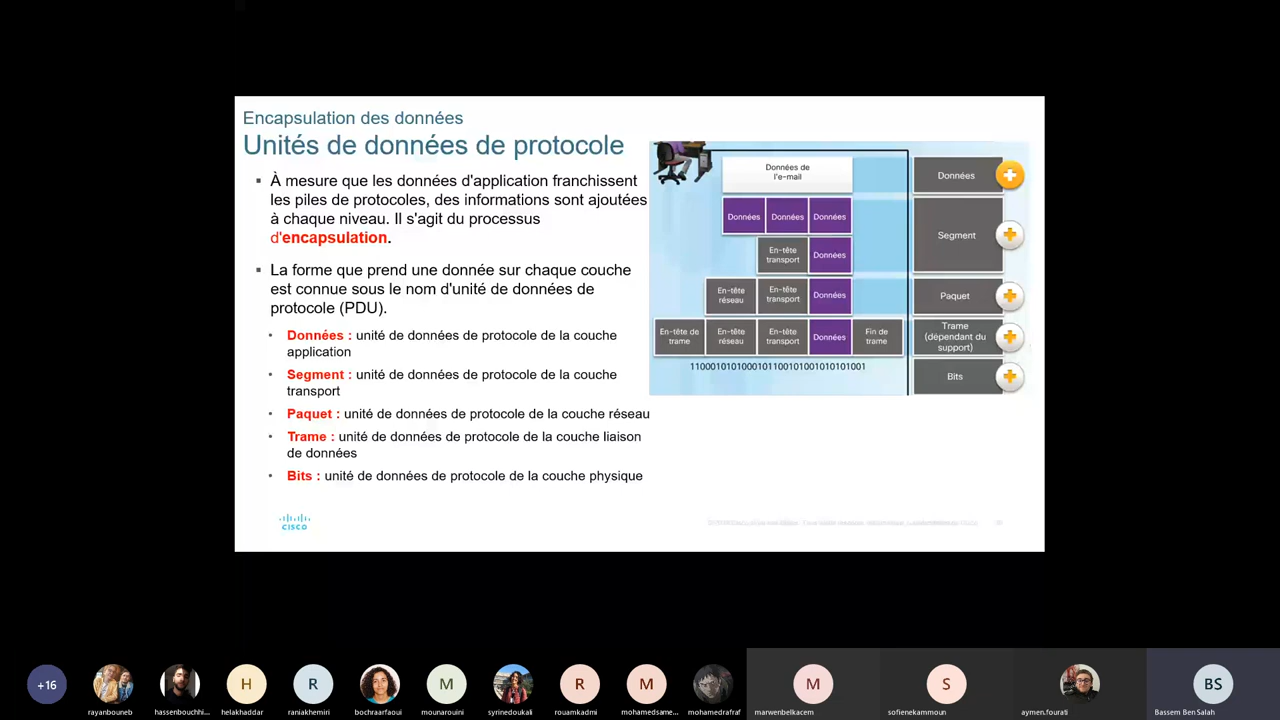 Encapsulation des données
Unités de données de protocole
▪ À mesure que les données d'application franchissent
les piles de protocoles, des informations sont ajoutées
à chaque niveau. Il s'agit du processus
d'encapsulation.
▪ La forme que prend une donnée sur chaque couche
est connue sous le nom d'unité de données de
protocole (PDU).
• Données : unité de données de protocole de la couche
application
• Segment : unité de données de protocole de la couche
transport
• Paquet : unité de données de protocole de la couche réseau
• Trame : unité de données de protocole de la couche liaison
de données
• Bits : unité de données de protocole de la couche physique
Données de
l'e-mail
Données
Données Données Données
Segment
En-tête
transport
Données
En-tête
réseau
En-tête
transport
Données
Paquet
En-tête de
trame
En-tête
réseau
En-tête
transport
Données
Fin de
trame
Trame
(dépendant du
support)
1100010101000101100101001010101001
Bits
CISCO
+16
rayanbouneb
hassenbouchhi...
H
helakhaddar
R
raniakhemiri
bochraarfaoui
M
mounarouini
syrinedoukali
R
rouamkadmi
M
mohamedsame...
mohamedrafraf
M
marwenbelkacem
S
sofienekammoun
aymen.fourati
BS
Bassem Ben Salah